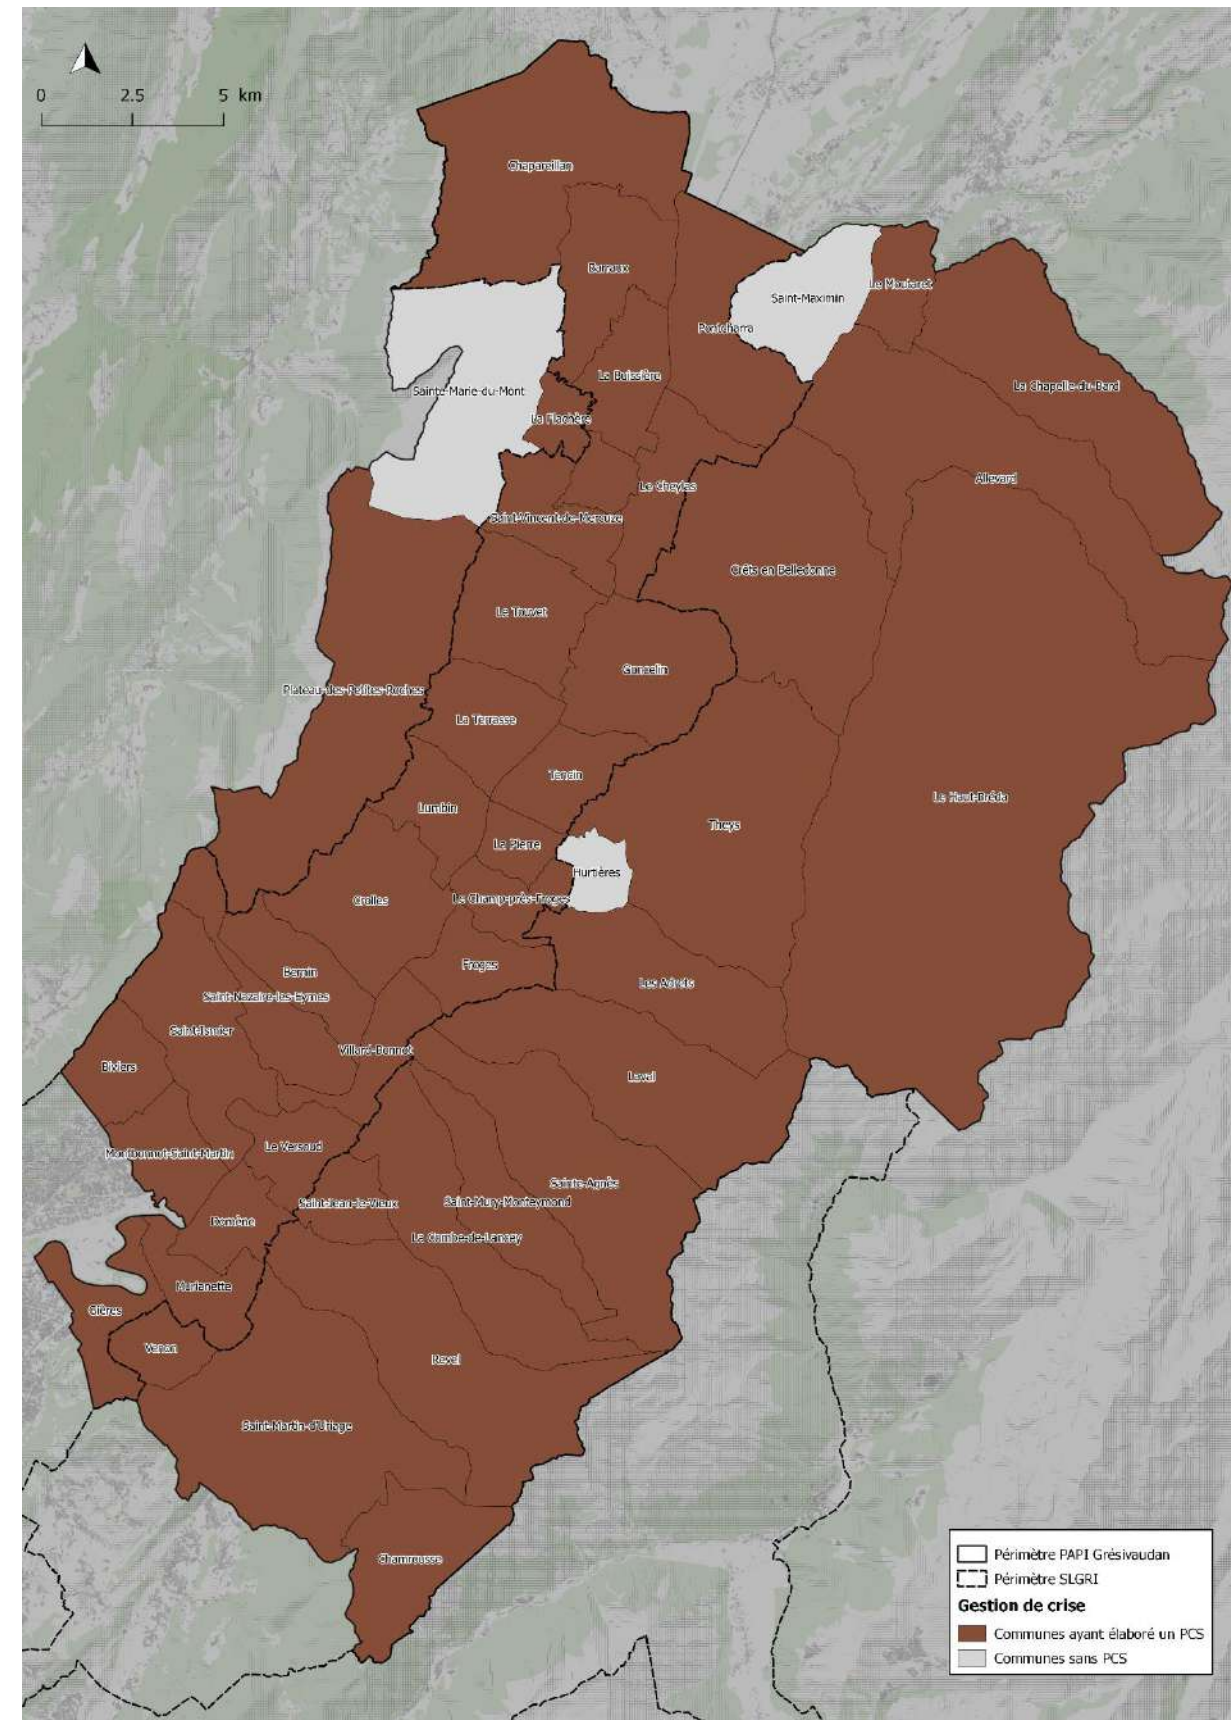 0 2.5 5 km
Chapareillan
Barraux
Saint-Maximin
Le Moutaret
Pontcharra
La Buissière
La Chapelle-du-Bard
Sainte-Marie-du-Mont
La Flachère
Allevard
Le Cheylas
Saint-Vincent-de-Mercuze
Crêts en Belledonne
Le Touvet
Goncelin
Plateau-des-Petites-Roches
La Terrasse
Tencin
Lumbin
Le Haut-Bréda
Theys
La Pierre
Hurtières
Crolles
Le Champ-près-Froges
Froges
Bernin
Les Adrets
Saint-Nazaire-les-Eymes
Saint-Ismier
Villard-Bonnot
Biviers
Laval
Le Versoud
Montbonnot-Saint-Martin
Sainte-Agnès
Saint-Jean-le-Vieux
Saint-Mury-Monteymond
Domène
La Combe-de-Lancey
Murianette
Gières
Venon
Revel
Saint-Martin-d'Uriage
Chamrousse
Périmètre PAPI Grésivaudan
Périmètre SLGRI
Gestion de crise
Communes ayant élaboré un PCS
Communes sans PCS